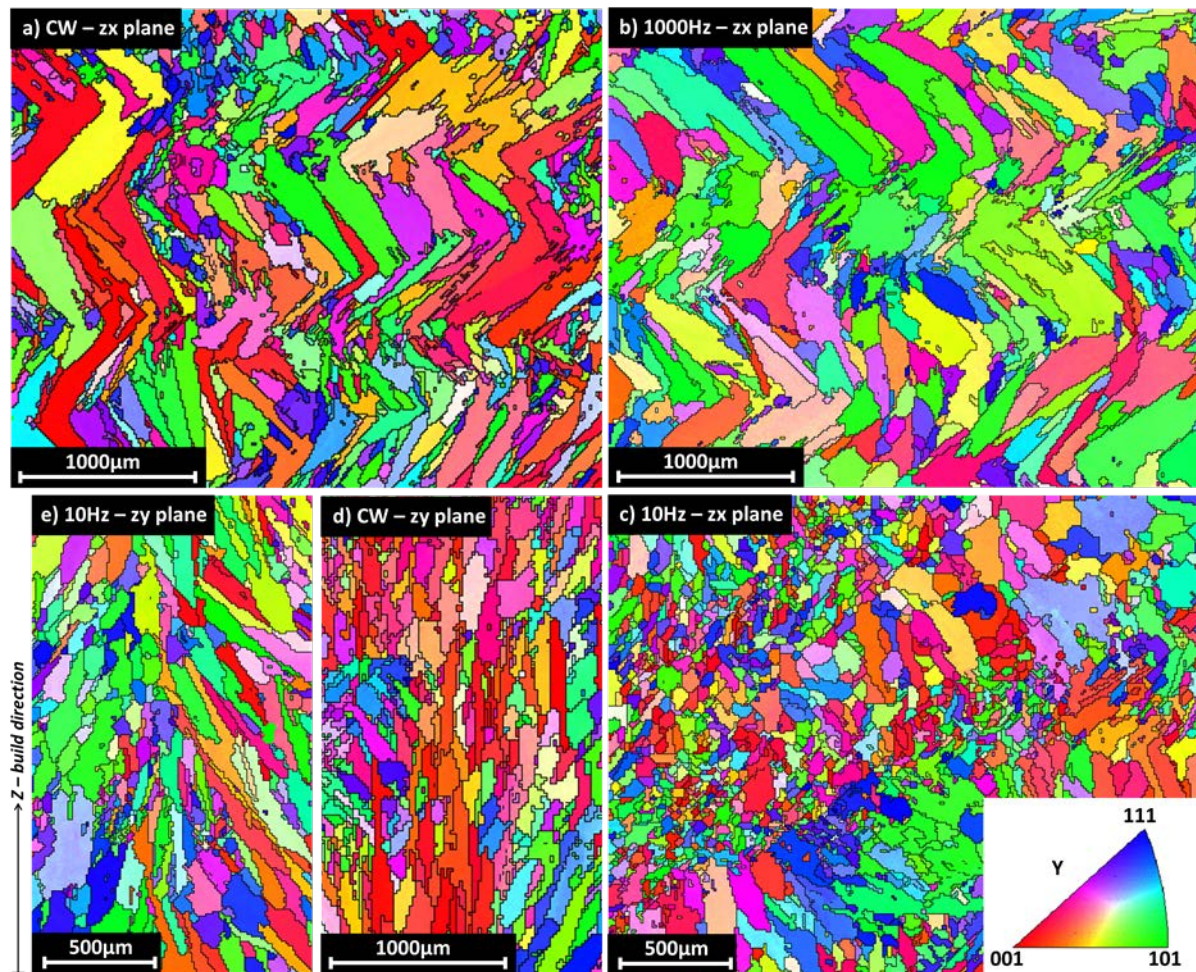 a) CW – zx plane
1000µm
b) 1000Hz – zx plane
1000µm
e) 10Hz – zy plane
500µm
d) CW – zy plane
1000µm
c) 10Hz – zx plane
500µm
Z – build direction
111
Y
001
101